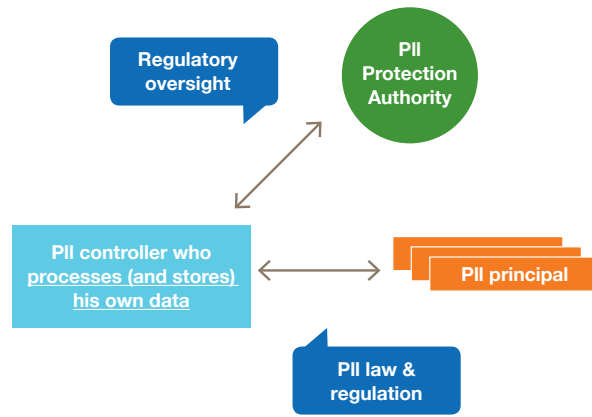 Regulatory
oversight
PII
Protection
Authority
PII controller who
processes (and stores)
his own data
PII principal
PII law &
regulation